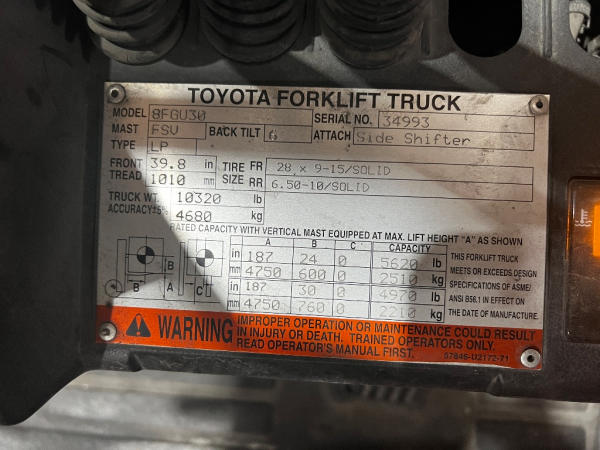 TOYOTA FORKLIFT TRUCK
MODEL 8FGU30 SERIAL NO. 34993
MAST FSV BACK TILT 6 ATTACH Side Shifter
TYPE LP
FRONT 39.8 in TIRE FR 28 x 9-15/SOLID
TREAD 1010 mm SIZE RR 6.50-10/SOLID
TRUCK WT. 10320 lb
ACCURACY±5% 4680 kg
RATED CAPACITY WITH VERTICAL MAST EQUIPPED AT MAX. LIFT HEIGHT "A" AS SHOWN
A B C CAPACITY
in 187 24 0 5620 lb THIS FORKLIFT TRUCK
mm 4750 600 0 2510 kg MEETS OR EXCEEDS DESIGN
in 187 30 0 4970 lb SPECIFICATIONS OF ASME/
mm 4750 760 0 2210 kg ANSI B56.1 IN EFFECT ON
THE DATE OF MANUFACTURE.
B
A C
WARNING IMPROPER OPERATION OR MAINTENANCE COULD RESULT
IN INJURY OR DEATH. TRAINED OPERATORS ONLY.
READ OPERATOR'S MANUAL FIRST.
57845-U2172-71